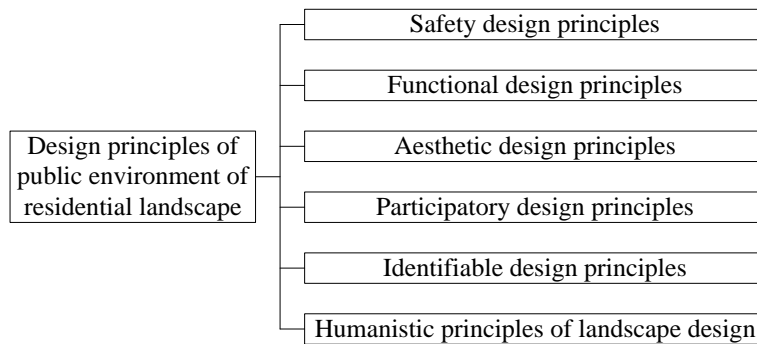 Design principles of
public environment of
residential landscape
Safety design principles
Functional design principles
Aesthetic design principles
Participatory design principles
Identifiable design principles
Humanistic principles of landscape design